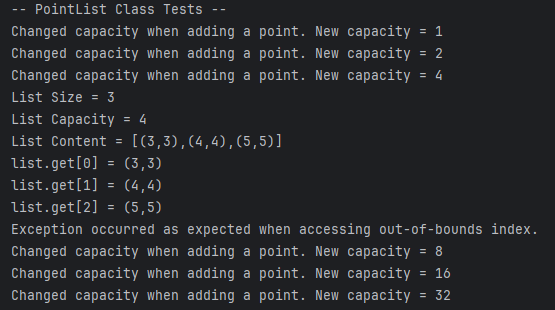 -- PointList Class Tests --
Changed capacity when adding a point. New capacity = 1
Changed capacity when adding a point. New capacity = 2
Changed capacity when adding a point. New capacity = 4
List Size = 3
List Capacity = 4
List Content = [(3,3),(4,4),(5,5)]
list.get[0] = (3,3)
list.get[1] = (4,4)
list.get[2] = (5,5)
Exception occurred as expected when accessing out-of-bounds index.
Changed capacity when adding a point. New capacity = 8
Changed capacity when adding a point. New capacity = 16
Changed capacity when adding a point. New capacity = 32